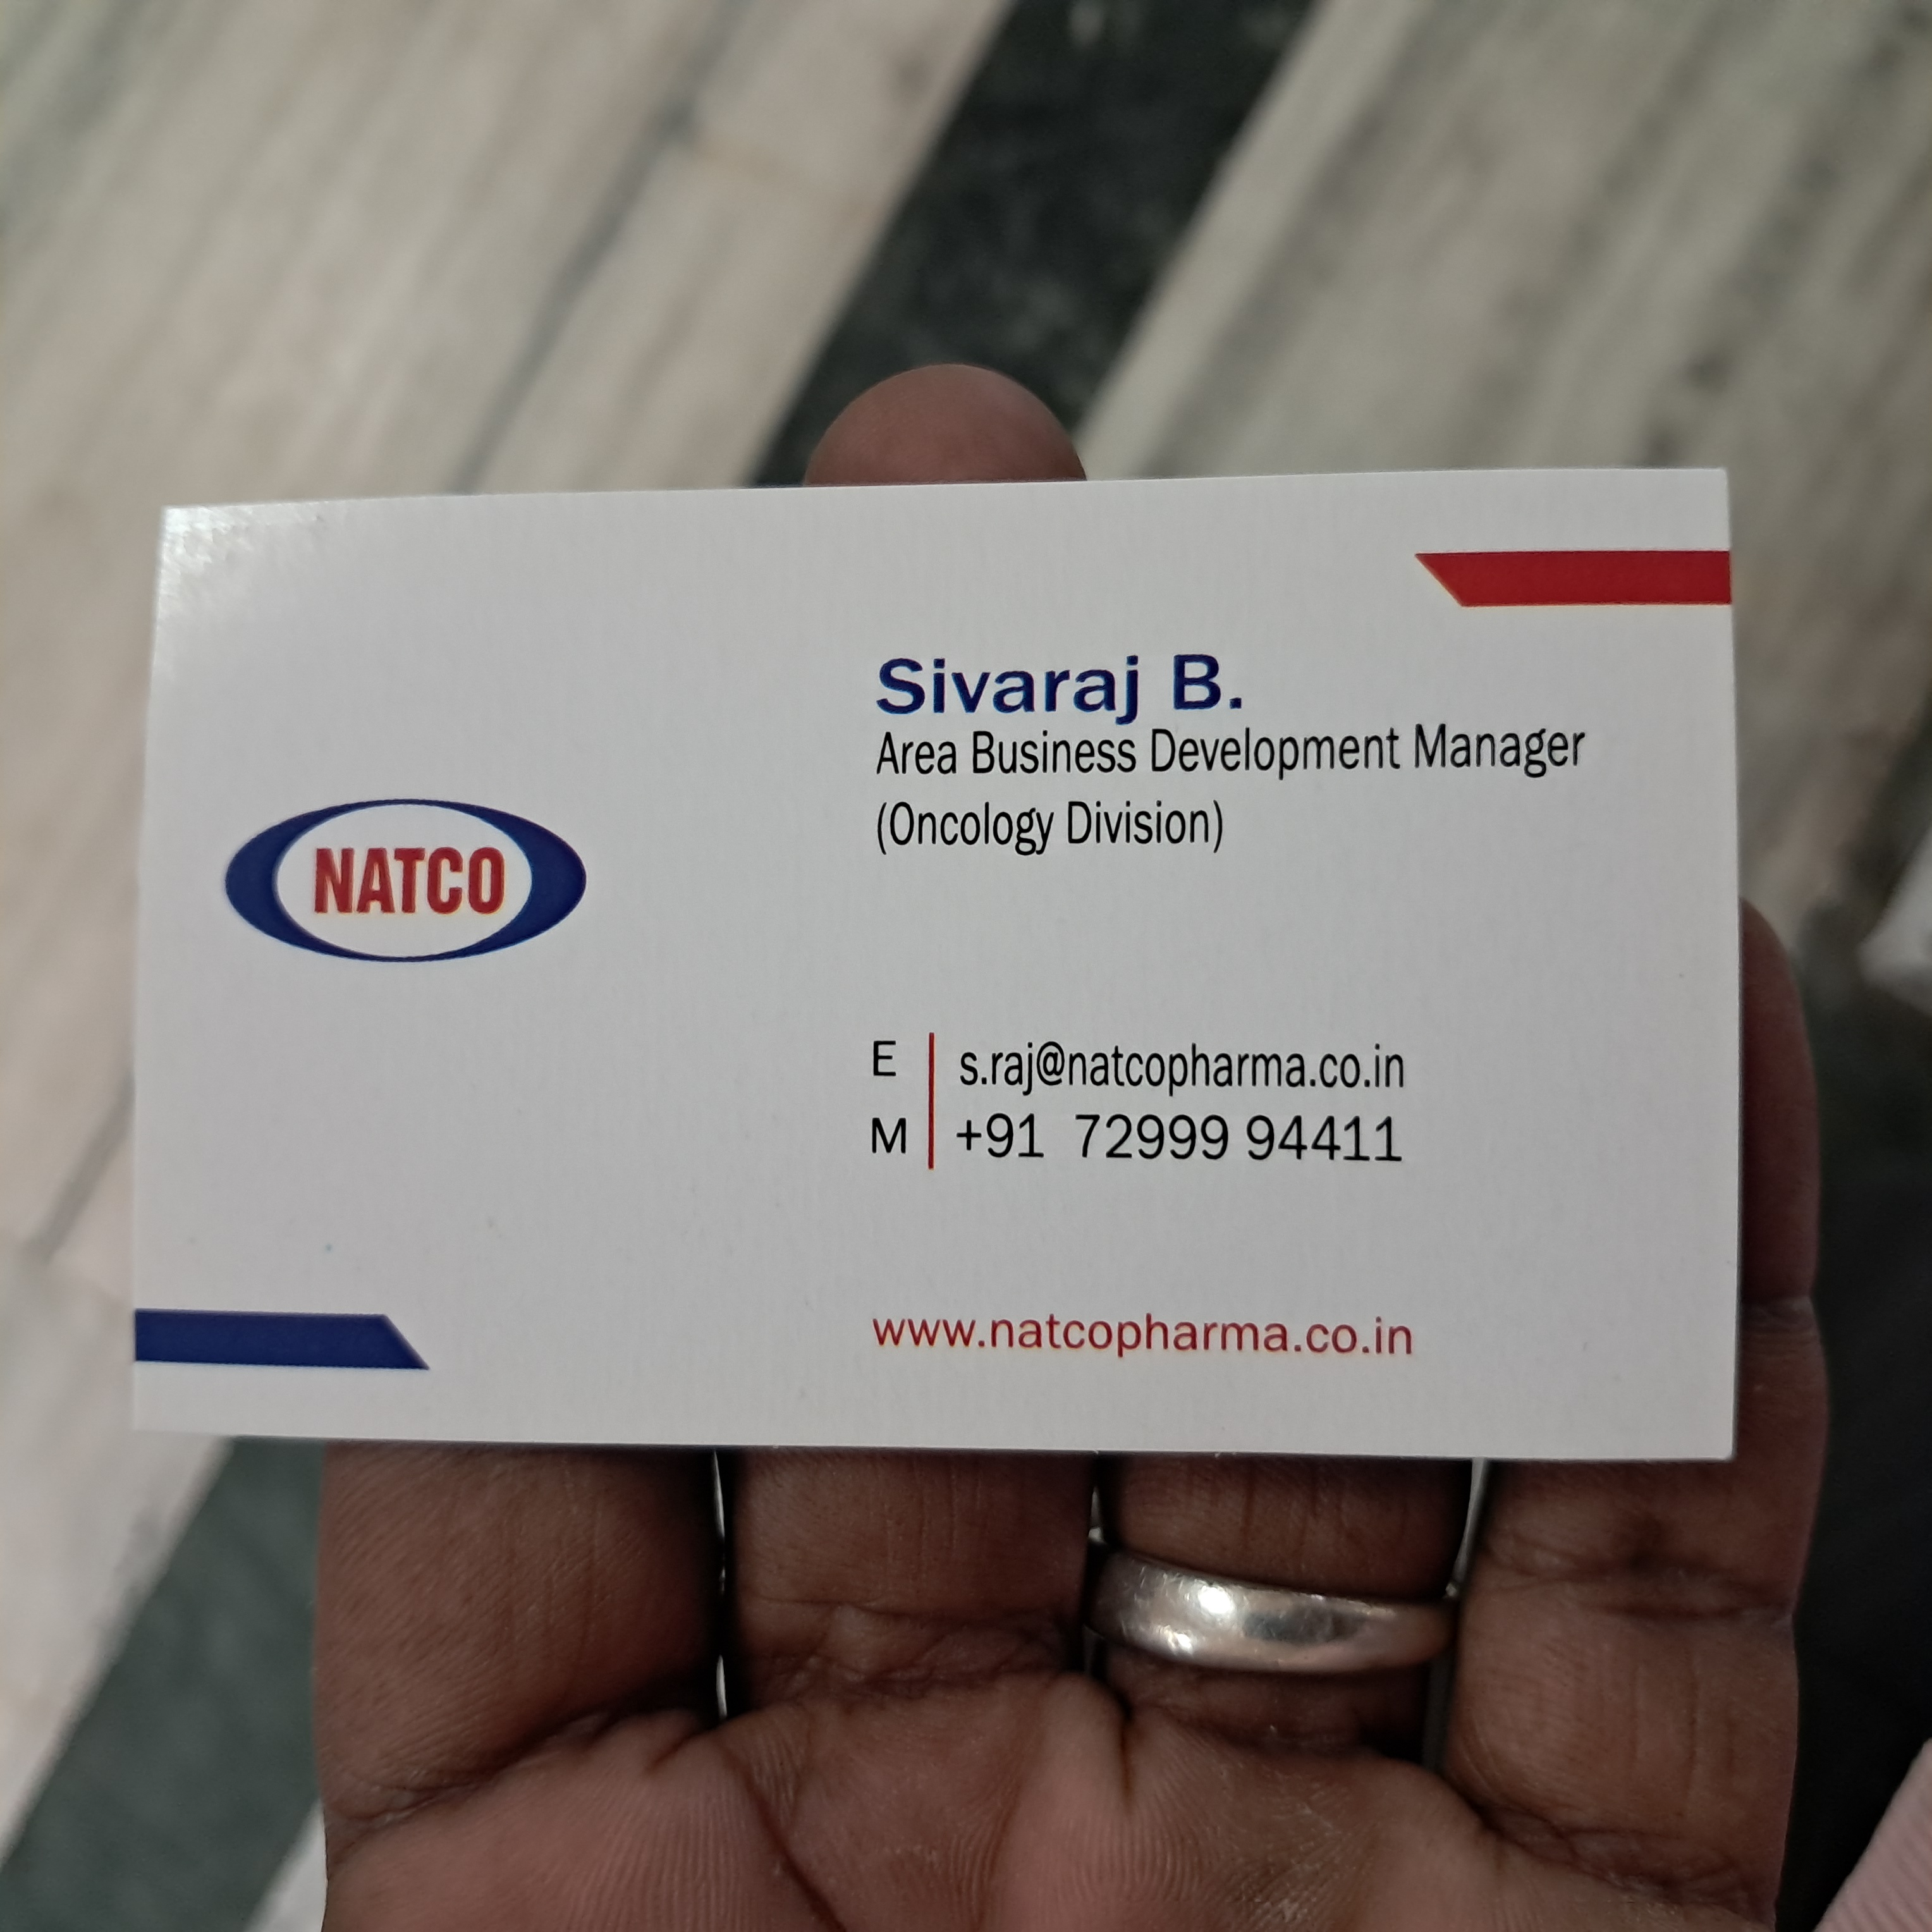 NATCO
Sivaraj B.
Area Business Development Manager
(Oncology Division)
E | s.raj@natcopharma.co.in
M | +91 72999 94411
www.natcopharma.co.in